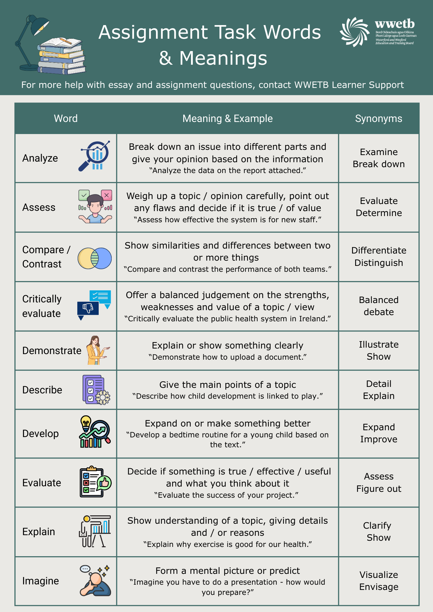 Assignment Task Words
& Meanings
wwetb
For more help with essay and assignment questions, contact WWETB Learner Support
Word
Meaning & Example
Synonyms
Analyze
Break down an issue into different parts and
give your opinion based on the information
"Analyze the data on the report attached."
Examine
Break down
Assess
Weigh up a topic / opinion carefully, point out
any flaws and decide if it is true / of value
"Assess how effective the system is for new staff."
Evaluate
Determine
Compare /
Contrast
Show similarities and differences between two
or more things
"Compare and contrast the performance of both teams."
Differentiate
Distinguish
Critically
evaluate
Offer a balanced judgement on the strengths,
weaknesses and value of a topic / view
"Critically evaluate the public health system in Ireland."
Balanced
debate
Demonstrate
Explain or show something clearly
"Demonstrate how to upload a document."
Illustrate
Show
Describe
Give the main points of a topic
"Describe how child development is linked to play."
Detail
Explain
Develop
Expand on or make something better
"Develop a bedtime routine for a young child based on
the text."
Expand
Improve
Evaluate
Decide if something is true / effective / useful
and what you think about it
"Evaluate the success of your project."
Assess
Figure out
Explain
Show understanding of a topic, giving details
and / or reasons
"Explain why exercise is good for our health."
Clarify
Show
Imagine
Form a mental picture or predict
"Imagine you have to do a presentation - how would
you prepare?"
Visualize
Envisage